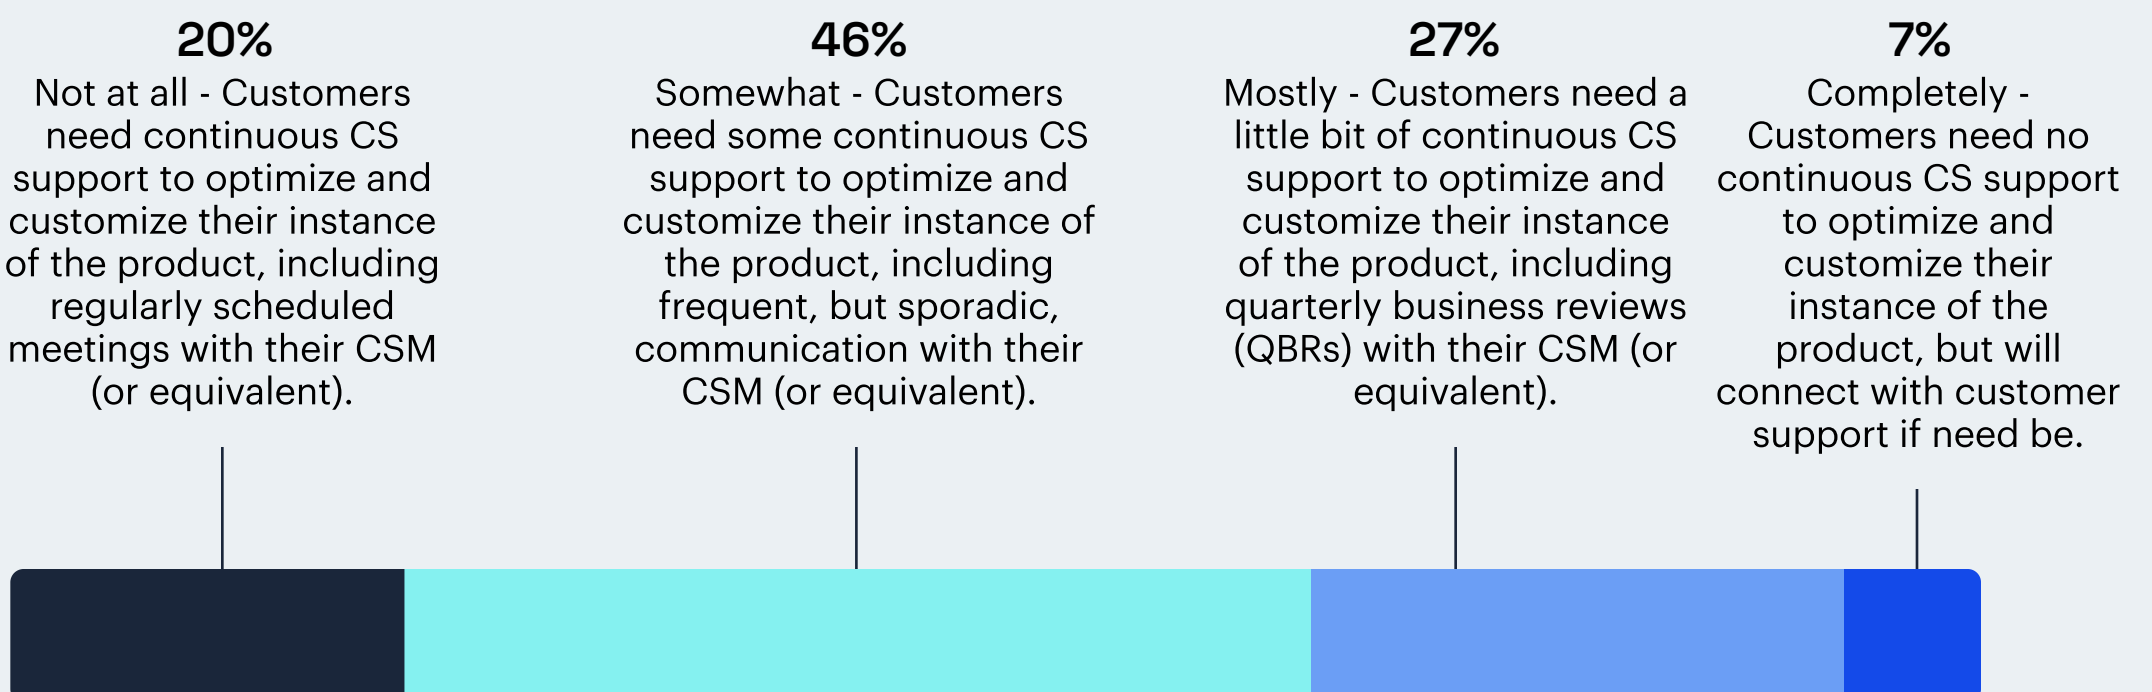 20%
Not at all - Customers
need continuous CS
support to optimize and
customize their instance
of the product, including
regularly scheduled
meetings with their CSM
(or equivalent).
46%
Somewhat - Customers
need some continuous CS
support to optimize and
customize their instance of
the product, including
frequent, but sporadic,
communication with their
CSM (or equivalent).
27%
Mostly - Customers need a
little bit of continuous CS
support to optimize and
customize their instance
of the product, including
quarterly business reviews
(QBRs) with their CSM (or
equivalent).
7%
Completely -
Customers need no
continuous CS support
to optimize and
customize their
instance of the
product, but will
connect with customer
support if need be.